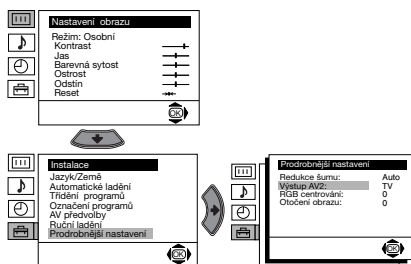 Nastavení obrazu
Režim: Osobní
Kontrast
Jas
Barevná sytost
Ostrost
Odstín
Reset
OK
Instalace
Jazyk/Země
Automatické ladění
Třídění programů
Označení programů
AV předvolby
Ruční ladění
Prodrobnější nastavení
OK
Prodrobnější nastavení
Redukce šumu: Auto
Výstup AV2: TV
RGB centrování: 0
Otočení obrazu: 0
OK